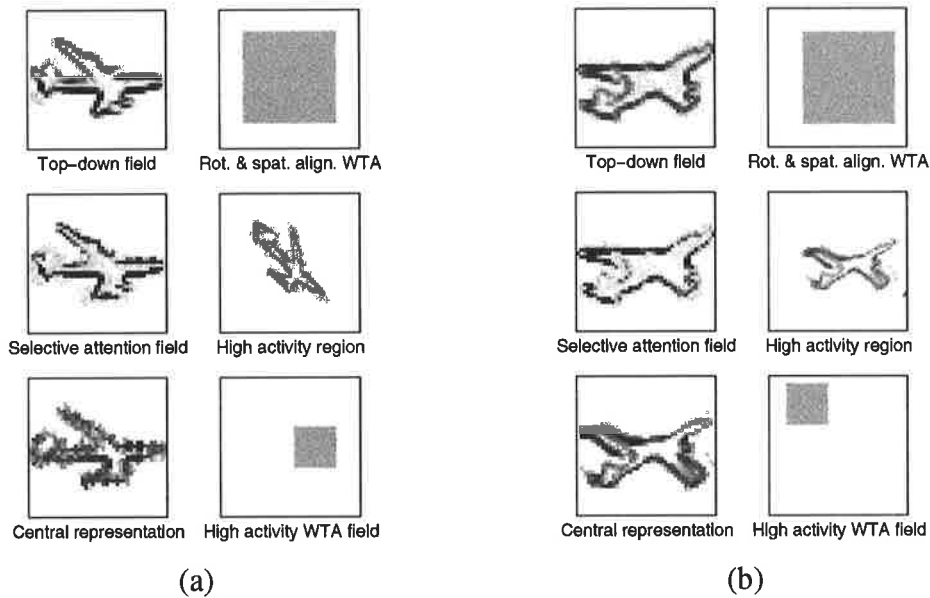 Top-down field
Rot. & spat. align. WTA
Selective attention field
High activity region
Central representation
High activity WTA field
(a)
Top-down field
Rot. & spat. align. WTA
Selective attention field
High activity region
Central representation
High activity WTA field
(b)